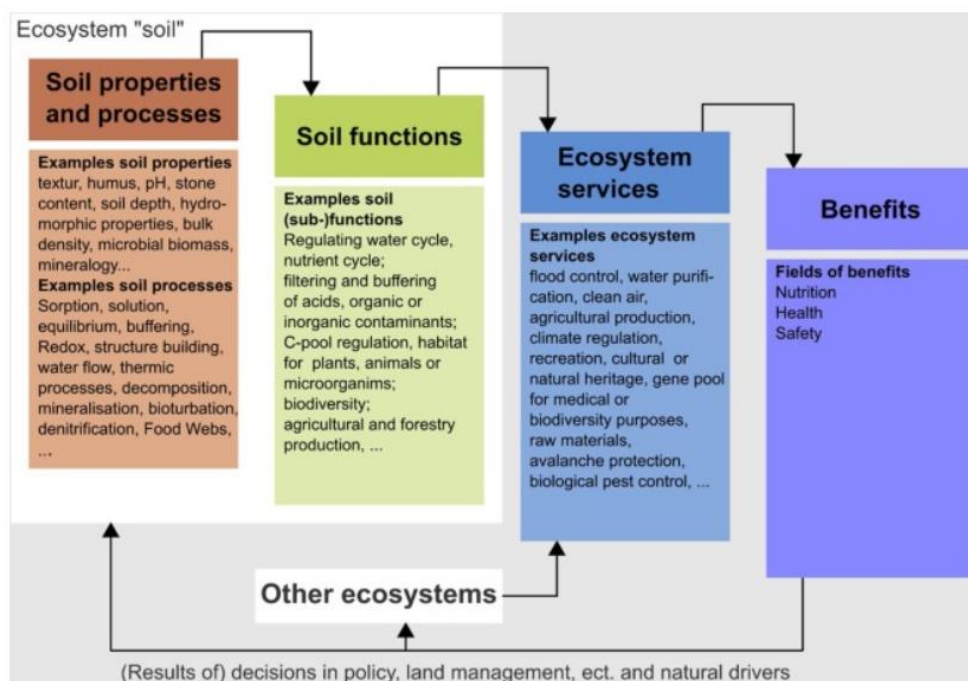 Ecosystem "soil"
Soil properties
and processes
Examples soil properties
textur, humus, pH, stone
content, soil depth, hydro-
morphic properties, bulk
density, microbial biomass,
mineralogy...
Examples soil processes
Sorption, solution,
equilibrium, buffering,
Redox, structure building,
water flow, thermic
processes, decomposition,
mineralisation, bioturbation,
denitrification, Food Webs,
...
Soil functions
Examples soil
(sub-)functions
Regulating water cycle,
nutrient cycle;
filtering and buffering
of acids, organic or
inorganic contaminants;
C-pool regulation, habitat
for plants, animals or
microorganims;
biodiversity;
agricultural and forestry
production, ...
Ecosystem
services
Examples ecosystem
services
flood control, water purifi-
cation, clean air,
agricultural production,
climate regulation,
recreation, cultural or
natural heritage, gene pool
for medical or
biodiversity purposes,
raw materials,
avalanche protection,
biological pest control, ...
Benefits
Fields of benefits
Nutrition
Health
Safety
Other ecosystems
(Results of) decisions in policy, land management, ect. and natural drivers